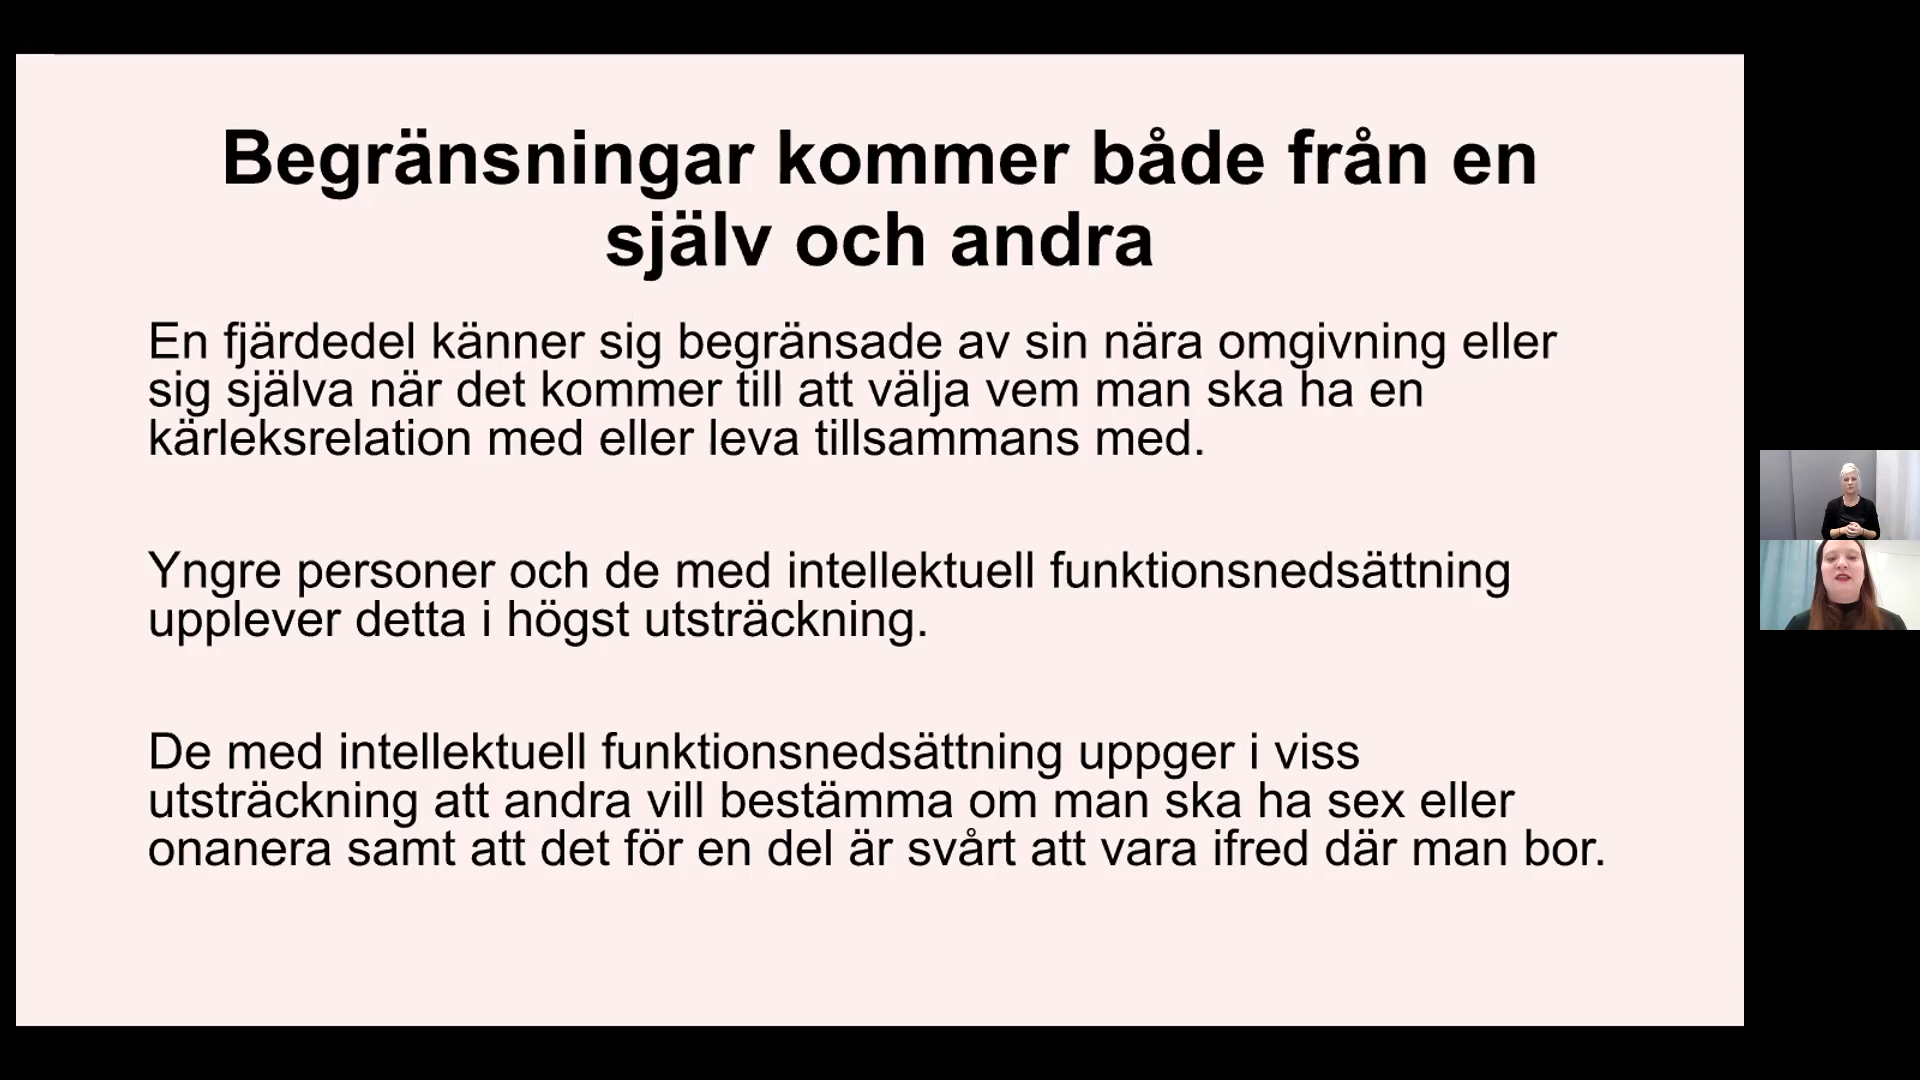 Begränsningar kommer både från en
själv och andra
En fjärdedel känner sig begränsade av sin nära omgivning eller
sig själva när det kommer till att välja vem man ska ha en
kärleksrelation med eller leva tillsammans med.
Yngre personer och de med intellektuell funktionsnedsättning
upplever detta i högst utsträckning.
De med intellektuell funktionsnedsättning uppger i viss
utsträckning att andra vill bestämma om man ska ha sex eller
onanera samt att det för en del är svårt att vara ifred där man bor.